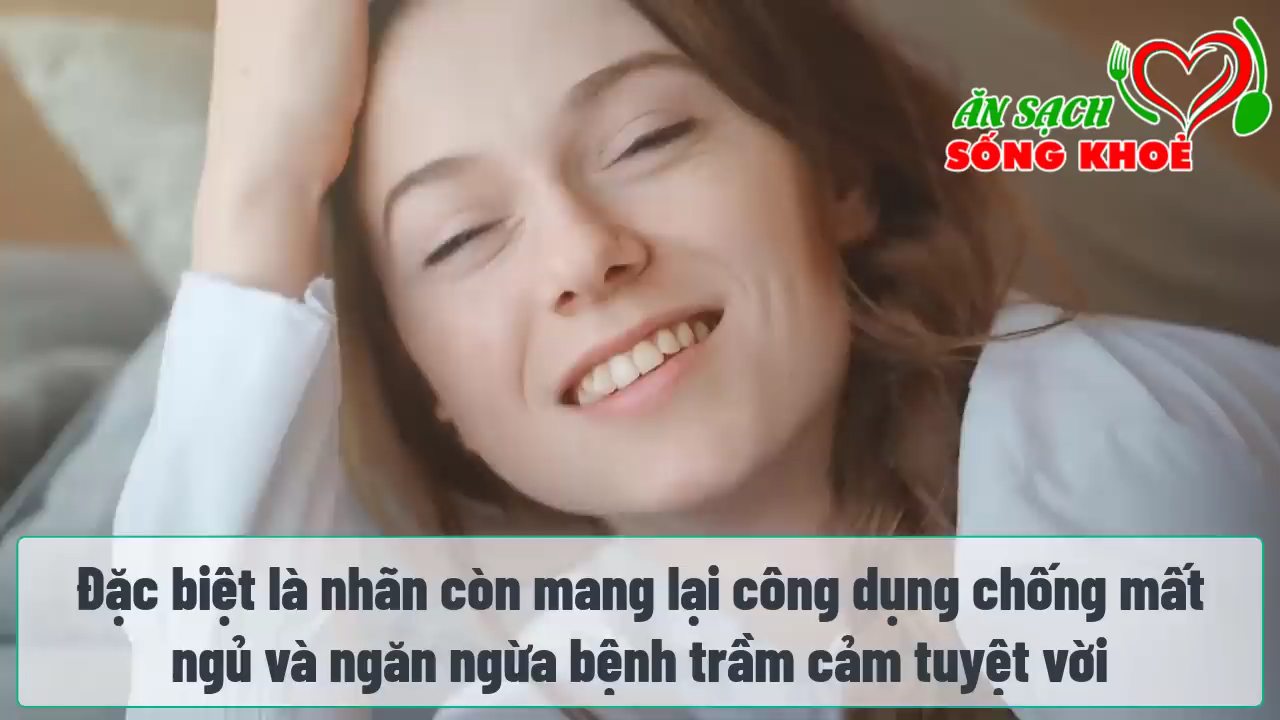 ĂN SẠCH
SỐNG KHOẺ
Đặc biệt là nhãn còn mang lại công dụng chống mất
ngủ và ngăn ngừa bệnh trầm cảm tuyệt vời